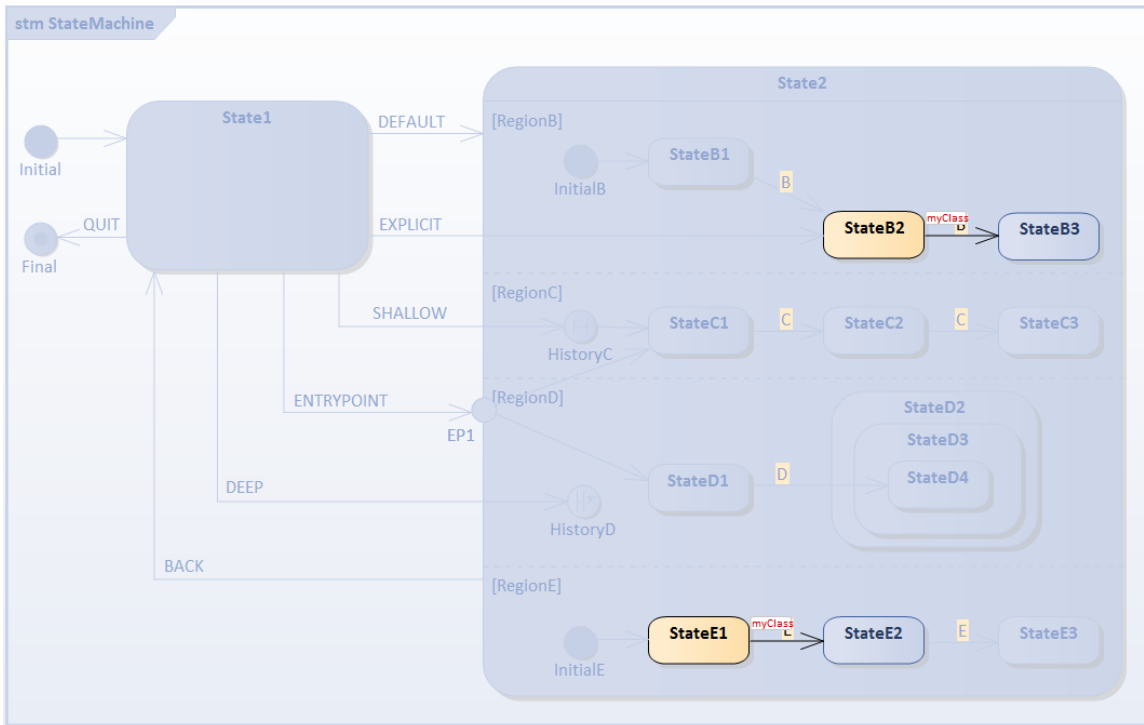 stm StateMachine
State2
State1
DEFAULT
[RegionB]
Initial
StateB1
InitialB
B
QUIT
EXPLICIT
StateB2
myClass
B
StateB3
Final
[RegionC]
SHALLOW
HistoryC
StateC1
C
StateC2
C
StateC3
ENTRYPOINT
EP1
[RegionD]
StateD2
StateD3
StateD4
StateD1
D
DEEP
HistoryD
BACK
[RegionE]
InitialE
StateE1
myClass
E
StateE2
E
StateE3